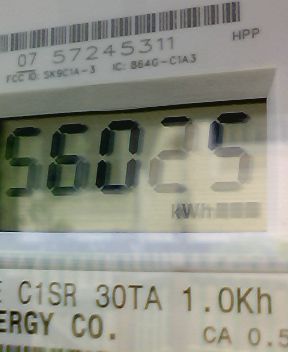 07 57245311
HPP
FCC ID: SK9C1A-3 IC: 864G-C1A3
56025
kWh
C1SR 30TA 1.0Kh
ERGY CO.
CA 0.5